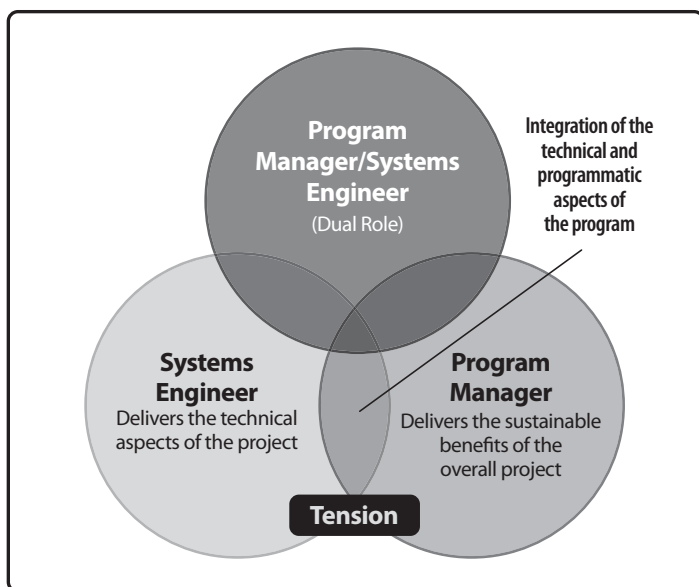 Program
Manager/Systems
Engineer
(Dual Role)
Integration of the
technical and
programmatic
aspects of
the program
Systems
Engineer
Delivers the technical
aspects of the project
Program
Manager
Delivers the sustainable
benefits of the
overall project
Tension